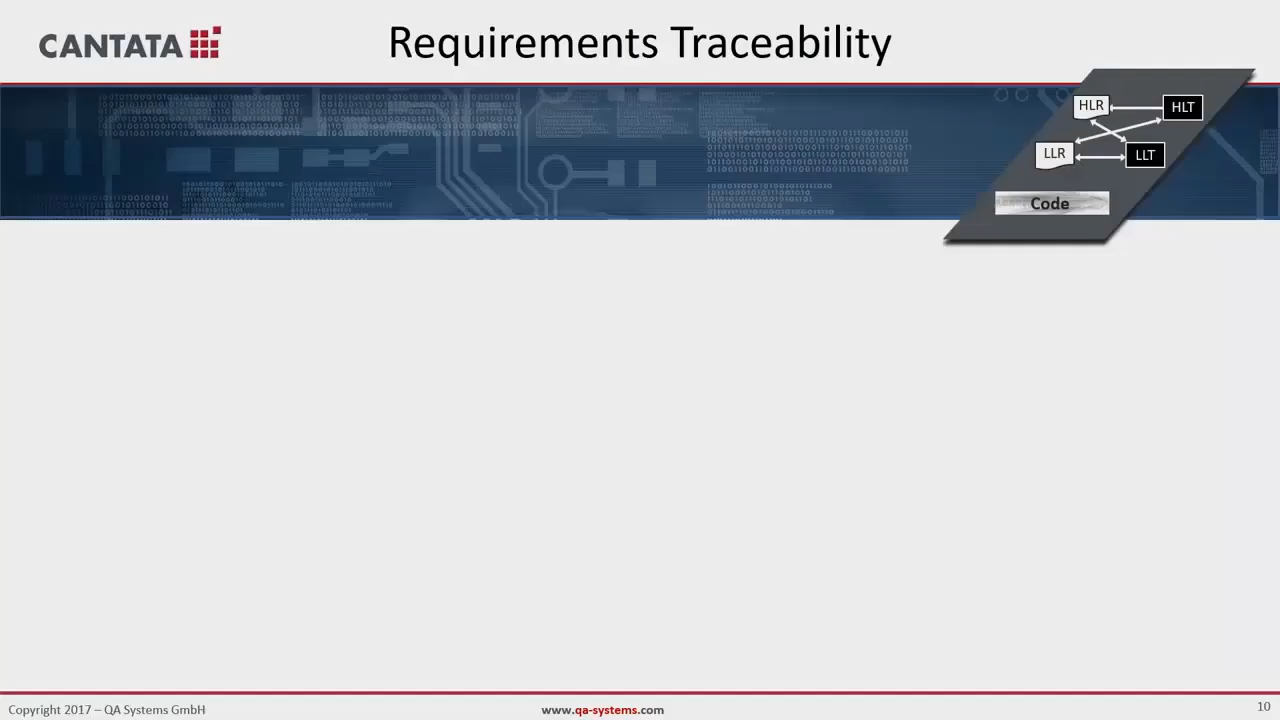 CANTATA
Requirements Traceability
HLR
HLT
LLR
LLT
Code
Copyright 2017 – QA Systems GmbH
www.qa-systems.com
10